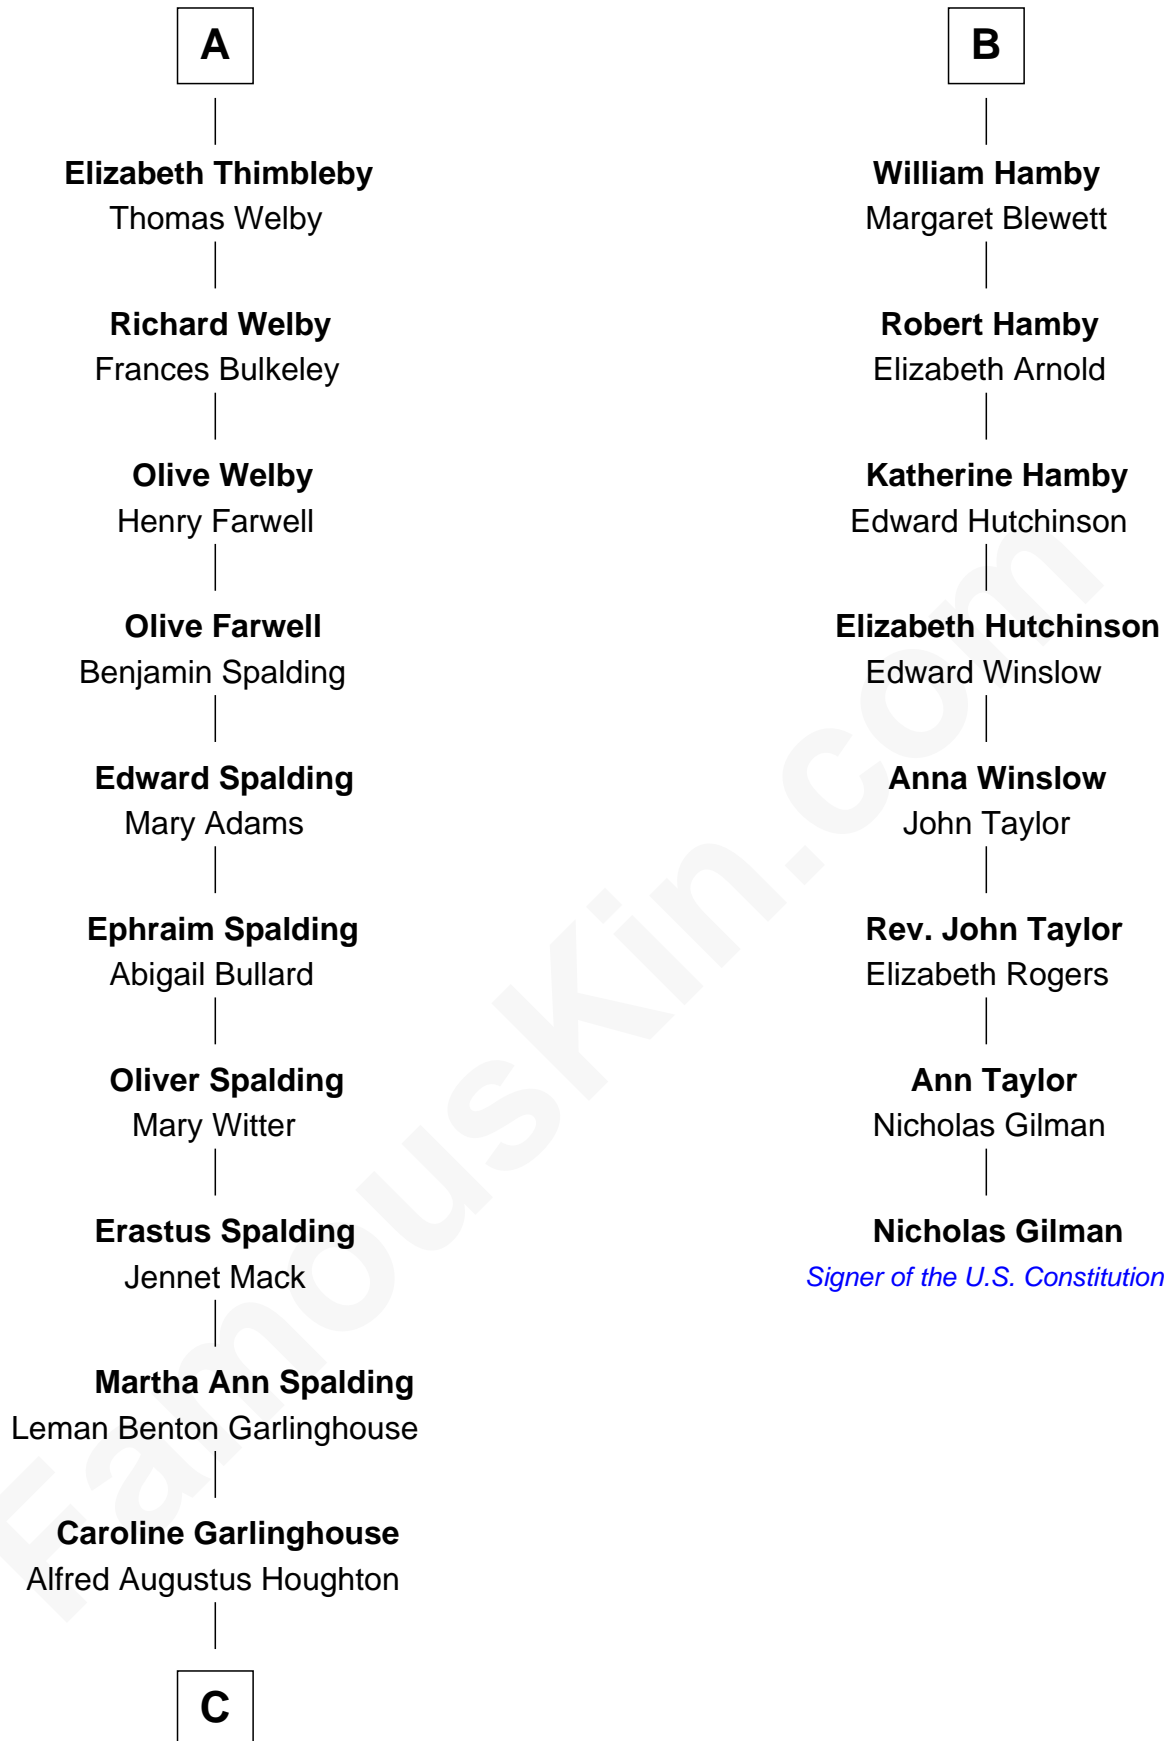 A
Elizabeth Thimbleby
Thomas Welby
Richard Welby
Frances Bulkeley
Olive Welby
Henry Farwell
Olive Farwell
Benjamin Spalding
Edward Spalding
Mary Adams
Ephraim Spalding
Abigail Bullard
Oliver Spalding
Mary Witter
Erastus Spalding
Jennet Mack
Martha Ann Spalding
Leman Benton Garlinghouse
Caroline Garlinghouse
Alfred Augustus Houghton
C
B
William Hamby
Margaret Blewett
Robert Hamby
Elizabeth Arnold
Katherine Hamby
Edward Hutchinson
Elizabeth Hutchinson
Edward Winslow
Anna Winslow
John Taylor
Rev. John Taylor
Elizabeth Rogers
Ann Taylor
Nicholas Gilman
Nicholas Gilman
Signer of the U.S. Constitution
FamousKin.com